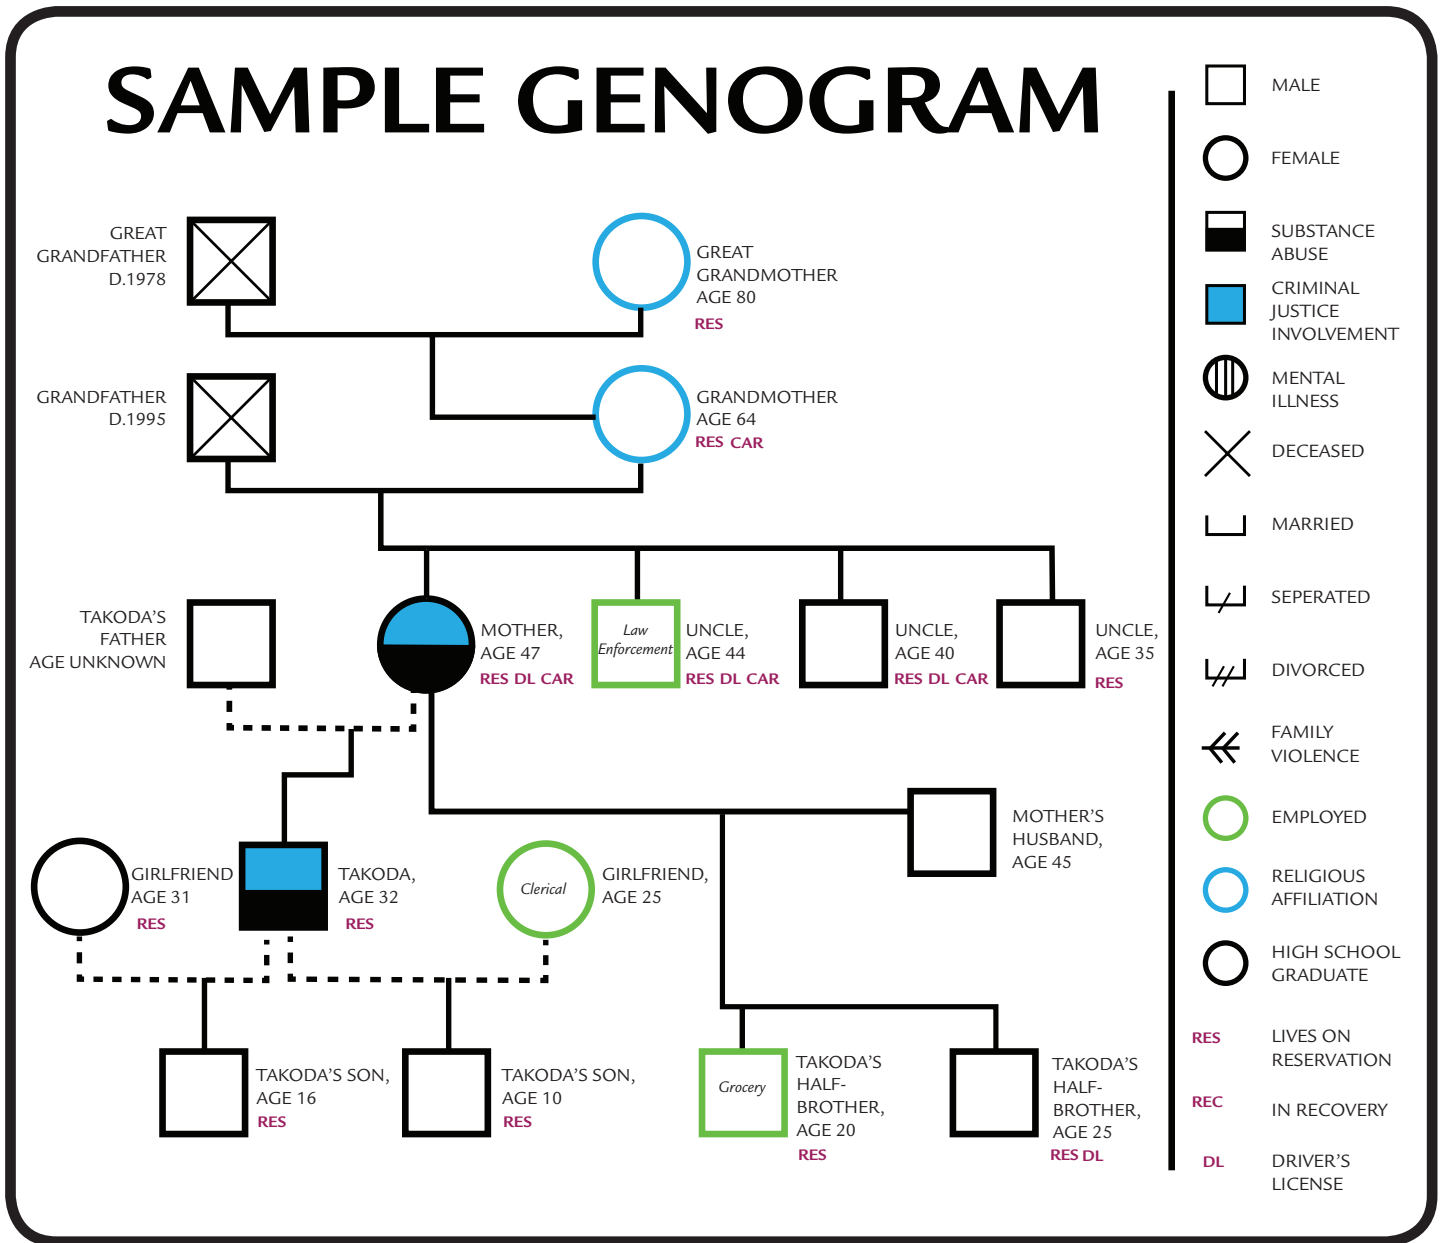 SAMPLE GENOGRAM
GREAT
GRANDFATHER
D.1978
GREAT
GRANDMOTHER
AGE 80
RES
GRANDFATHER
D.1995
GRANDMOTHER
AGE 64
RES CAR
TAKODA'S
FATHER
AGE UNKNOWN
MOTHER,
AGE 47
RES DL CAR
Law
Enforcement
UNCLE,
AGE 44
RES DL CAR
UNCLE,
AGE 40
RES DL CAR
UNCLE,
AGE 35
RES
MOTHER'S
HUSBAND,
AGE 45
GIRLFRIEND
AGE 31
RES
TAKODA,
AGE 32
RES
Clerical
GIRLFRIEND,
AGE 25
TAKODA'S SON,
AGE 16
RES
TAKODA'S SON,
AGE 10
RES
Grocery
TAKODA'S
HALF-
BROTHER,
AGE 20
RES
TAKODA'S
HALF-
BROTHER,
AGE 25
RES DL
MALE
FEMALE
SUBSTANCE
ABUSE
CRIMINAL
JUSTICE
INVOLVEMENT
MENTAL
ILLNESS
DECEASED
MARRIED
SEPERATED
DIVORCED
FAMILY
VIOLENCE
EMPLOYED
RELIGIOUS
AFFILIATION
HIGH SCHOOL
GRADUATE
RES LIVES ON
RESERVATION
REC IN RECOVERY
DL DRIVER'S
LICENSE